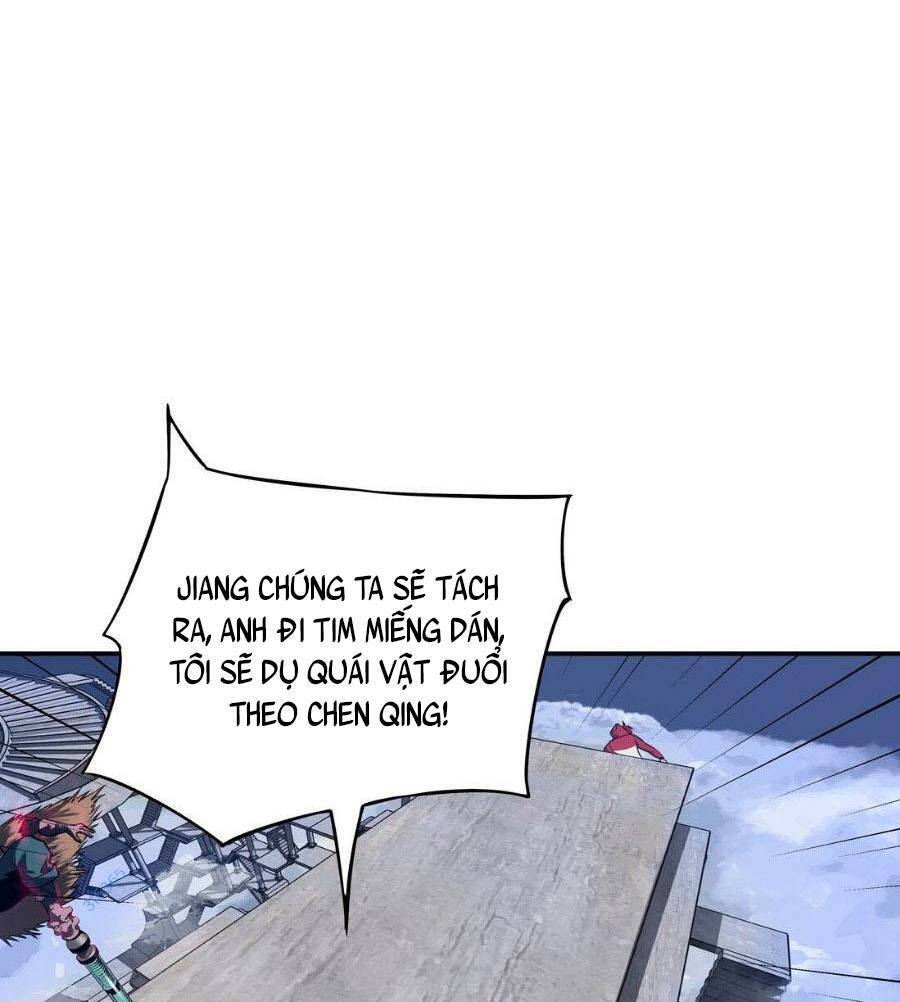 JIANG CHÚNG TA SẼ TÁCH
RA, ANH ĐI TIM MIẾNG DÁN,
TÔI SẼ DỤ QUÁI VẬT ĐUỔI
THEO CHEN QING!